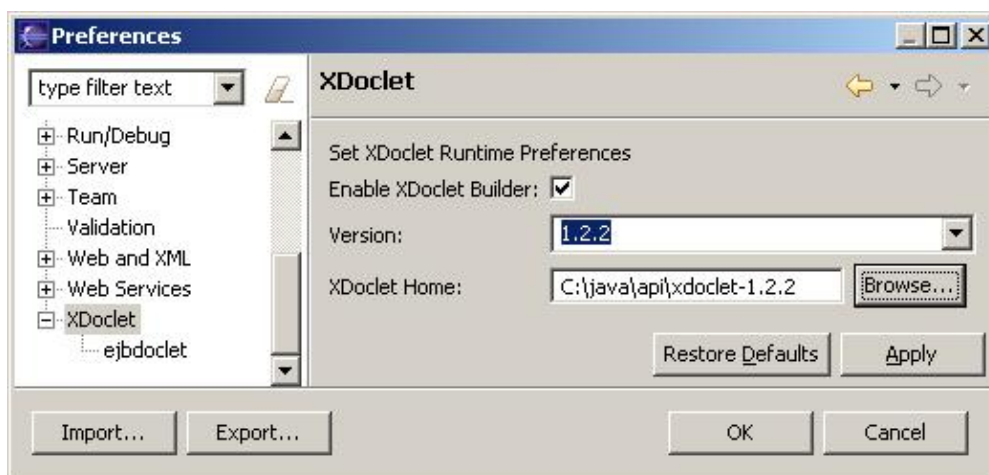 Preferences
type filter text
Run/Debug
Server
Team
Validation
Web and XML
Web Services
XDoclet
ejbdoclet
XDoclet
Set XDoclet Runtime Preferences
Enable XDoclet Builder:
Version: 1.2.2
XDoclet Home: C:\java\api\xdoclet-1.2.2 Browse...
Restore Defaults Apply
Import... Export... OK Cancel